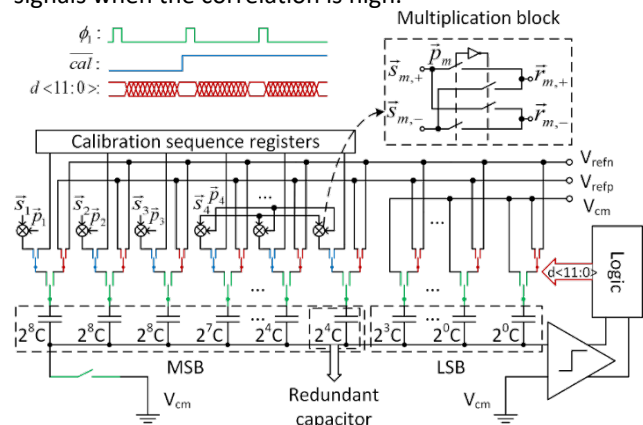 signals when the correlation is high.
ϕ₁:
Multiplication block
c̅a̅l̅:
d<11:0>:
s⃗ₘ,₊ p⃗ₘ r⃗ₘ,₊
s⃗ₘ,₋ r⃗ₘ,₋
Calibration sequence registers
Vrefn
Vrefp
Vcm
s⃗₁ p⃗₁ s⃗₂ p⃗₂ s⃗₃ p⃗₃ s⃗₄ p⃗₄ ... ...
d<11:0>
Logic
... ...
2⁸C 2⁸C 2⁸C 2⁷C 2⁴C 2⁴C 2³C 2⁰C 2⁰C
MSB LSB
Vcm Redundant Vcm
capacitor